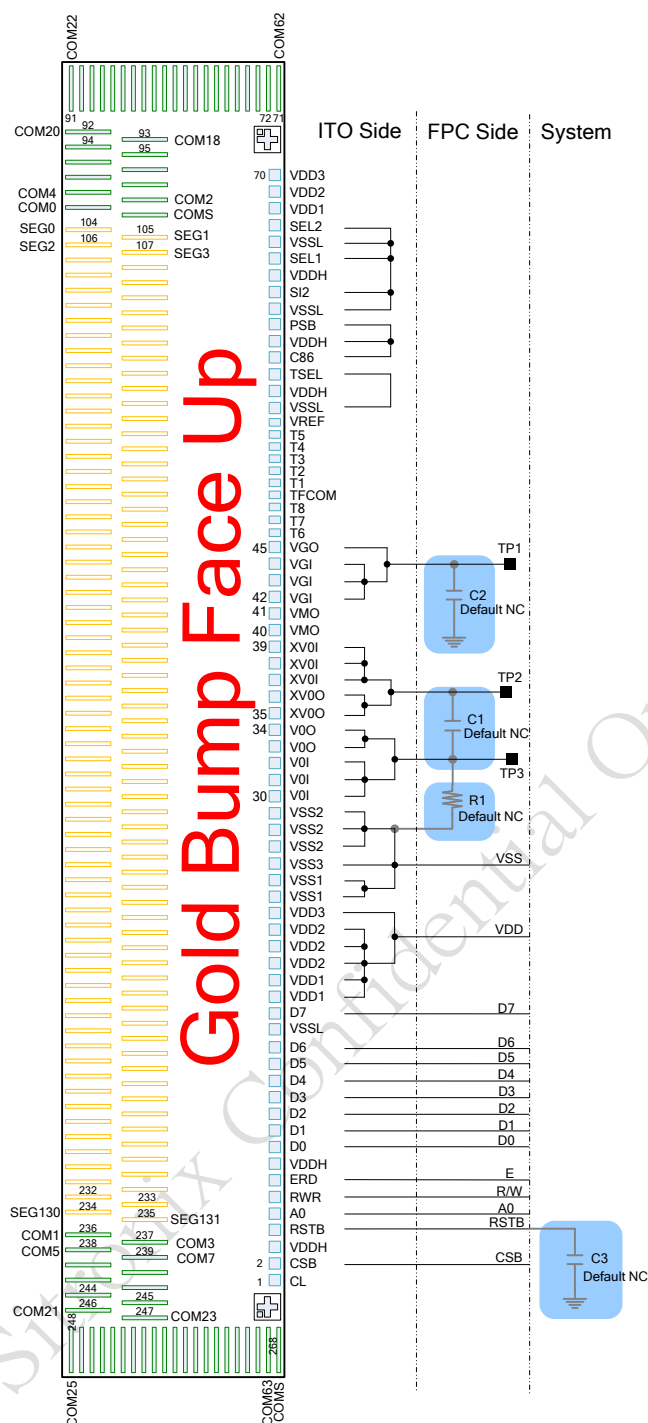 COM22
COM62
91
72
71
ITO Side
FPC Side
System
COM20
92
93
COM18
94
95
70
VDD3
VDD2
COM4
COM2
COM0
VDD1
COMS
SEG0
104
SEL2
105
SEG1
SEG2
106
VSSL
107
SEG3
SEL1
VDDH
SI2
VSSL
PSB
VDDH
C86
TSEL
VDDH
VSSL
VREF
T5
T4
T3
T2
T1
TFCOM
T8
T7
T6
45
VGO
TP1
VGI
VGI
C2
Default NC
42
VGI
41
VMO
40
VMO
39
XV0I
XV0I
XV0I
TP2
XV0O
35
XV0O
C1
Default NC
34
V0O
V0O
TP3
V0I
V0I
30
V0I
R1
Default NC
VSS2
VSS2
VSS2
VSS3
VSS
VSS1
VSS1
VDD3
VDD2
VDD
VDD2
VDD2
VDD1
VDD1
D7
D7
VSSL
D6
D6
D5
D5
D4
D4
D3
D3
D2
D2
D1
D1
D0
D0
VDDH
ERD
E
232
233
RWR
R/W
SEG130
234
235
SEG131
A0
A0
RSTB
RSTB
COM1
236
237
COM3
VDDH
COM5
238
239
COM7
2
CSB
CSB
C3
Default NC
1
CL
244
245
COM21
246
247
COM23
248
268
COM25
COM63
COMS
Gold Bump Face Up
Sitronix Confidential O